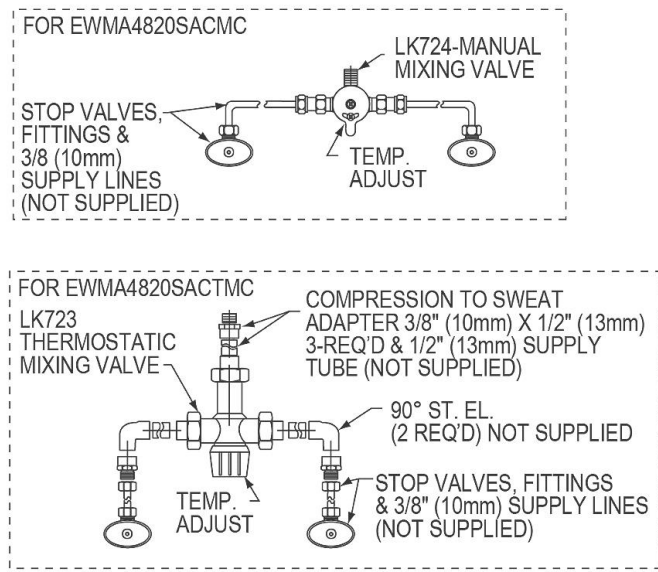 FOR EWMA4820SACMC
LK724-MANUAL
MIXING VALVE
STOP VALVES,
FITTINGS &
3/8 (10mm)
SUPPLY LINES
(NOT SUPPLIED)
TEMP.
ADJUST
FOR EWMA4820SACTMC
LK723
THERMOSTATIC
MIXING VALVE
COMPRESSION TO SWEAT
ADAPTER 3/8" (10mm) X 1/2" (13mm)
3-REQ'D & 1/2" (13mm) SUPPLY
TUBE (NOT SUPPLIED)
90° ST. EL.
(2 REQ'D) NOT SUPPLIED
TEMP.
ADJUST
STOP VALVES, FITTINGS
& 3/8" (10mm) SUPPLY LINES
(NOT SUPPLIED)